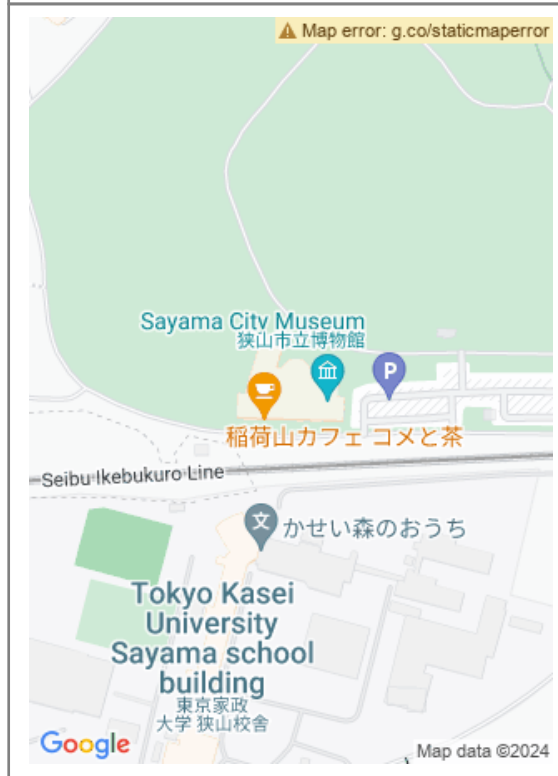 Map error: g.co/staticmaperror
Sayama City Museum
狭山市立博物館
P
稲荷山カフェ コメと茶
Seibu Ikebukuro Line
文
かせい森のおうち
Tokyo Kasei
University
Sayama school
building
東京家政
大学 狭山校舎
Google
Map data ©2024